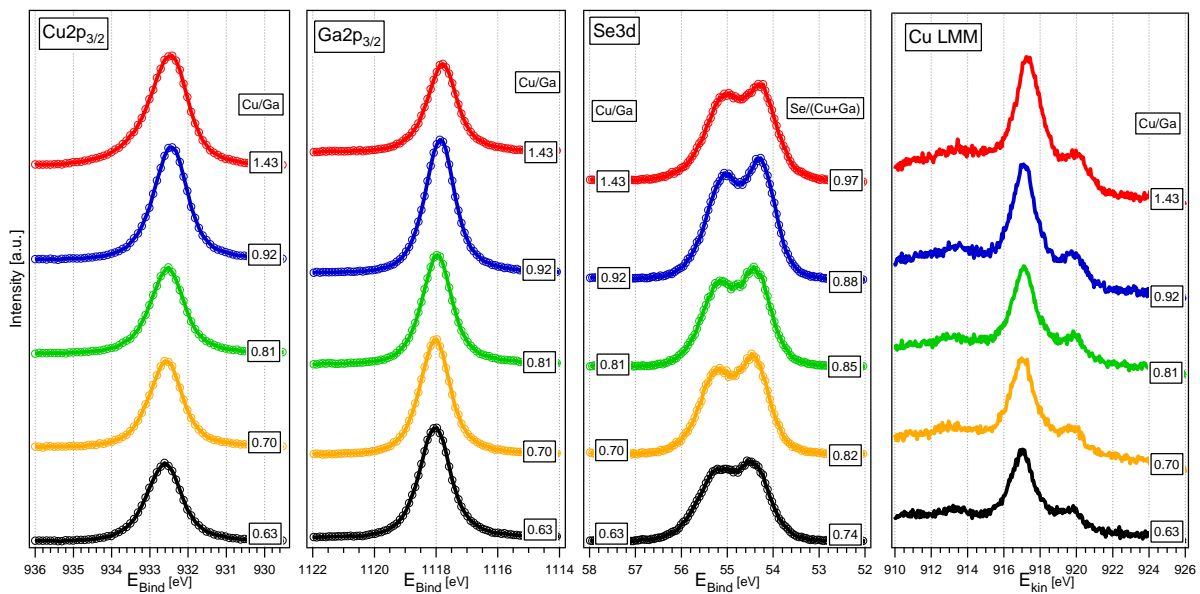 Cu2p3/2
Ga2p3/2
Se3d
Cu LMM
Cu/Ga
Cu/Ga
Cu/Ga
Se/(Cu+Ga)
Cu/Ga
1.43
1.43
1.43
0.97
1.43
0.92
0.92
0.92
0.88
0.92
0.81
0.81
0.81
0.85
0.81
0.70
0.70
0.70
0.82
0.70
0.63
0.63
0.63
0.74
0.63
Intensity [a.u.]
936 935 934 933 932 931 930
1122 1120 1118 1116 1114
58 57 56 55 54 53 52
910 912 914 916 918 920 922 924 926
EBind [eV]
EBind [eV]
EBind [eV]
Ekin [eV]